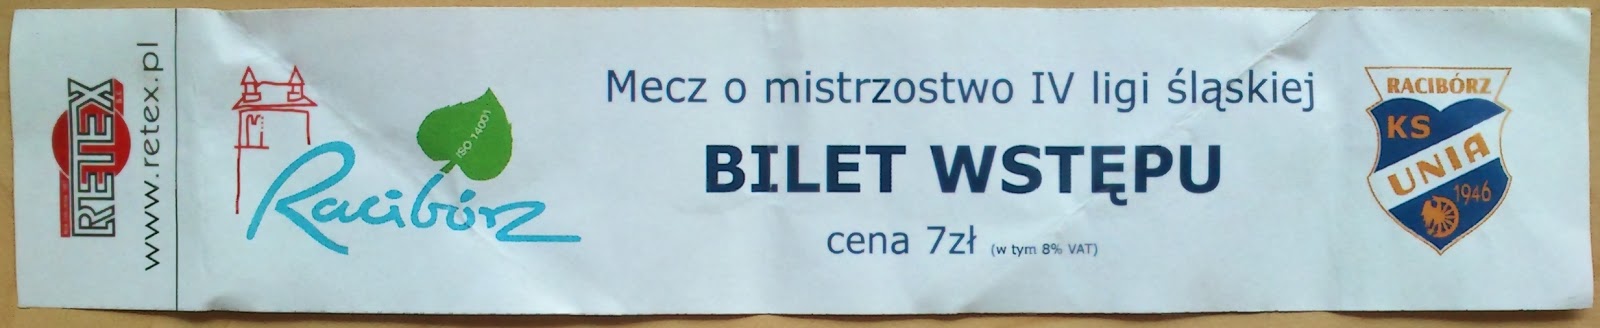 RETEX
www.retex.pl
Racibórz
ISO 14001
Mecz o mistrzostwo IV ligi śląskiej
BILET WSTĘPU
cena 7zł (w tym 8% VAT)
RACIBÓRZ
KS
UNIA
1946